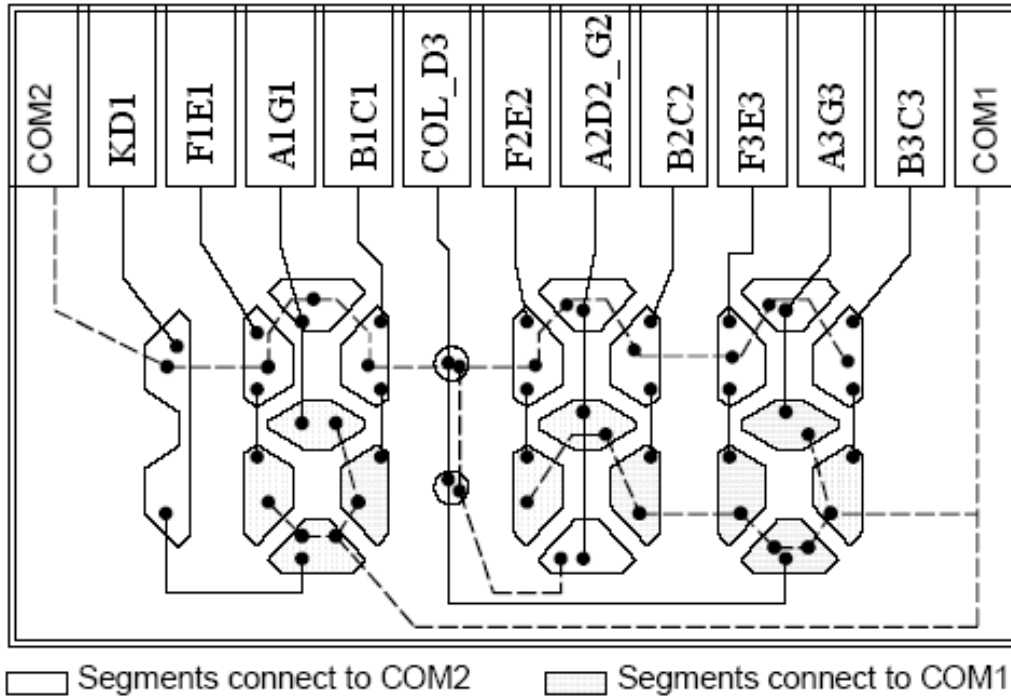 COM2
KD1
F1E1
A1G1
B1C1
COL_D3
F2E2
A2D2_G2
B2C2
F3E3
A3G3
B3C3
COM1
Segments connect to COM2
Segments connect to COM1